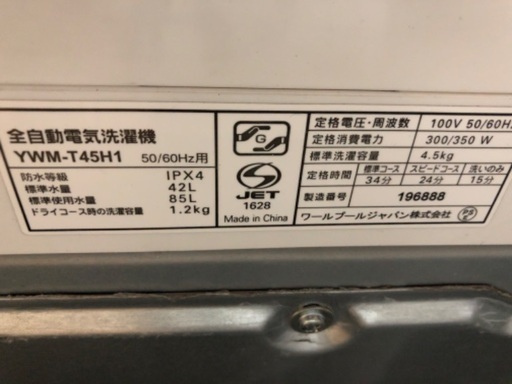 全自動電気洗濯機
YWM-T45H1 50/60Hz用
防水等級 IPX4
標準水量 42L
標準使用水量 85L
ドライコース時の洗濯容量 1.2kg
G
S
JET
1628
Made in China
定格電圧・周波数 100V 50/60Hz
定格消費電力 300/350 W
標準洗濯容量 4.5kg
定格時間 標準コース スピードコース 洗いのみ
34分 24分 15分
製造番号 196888
ワールプールジャパン株式会社 PSE